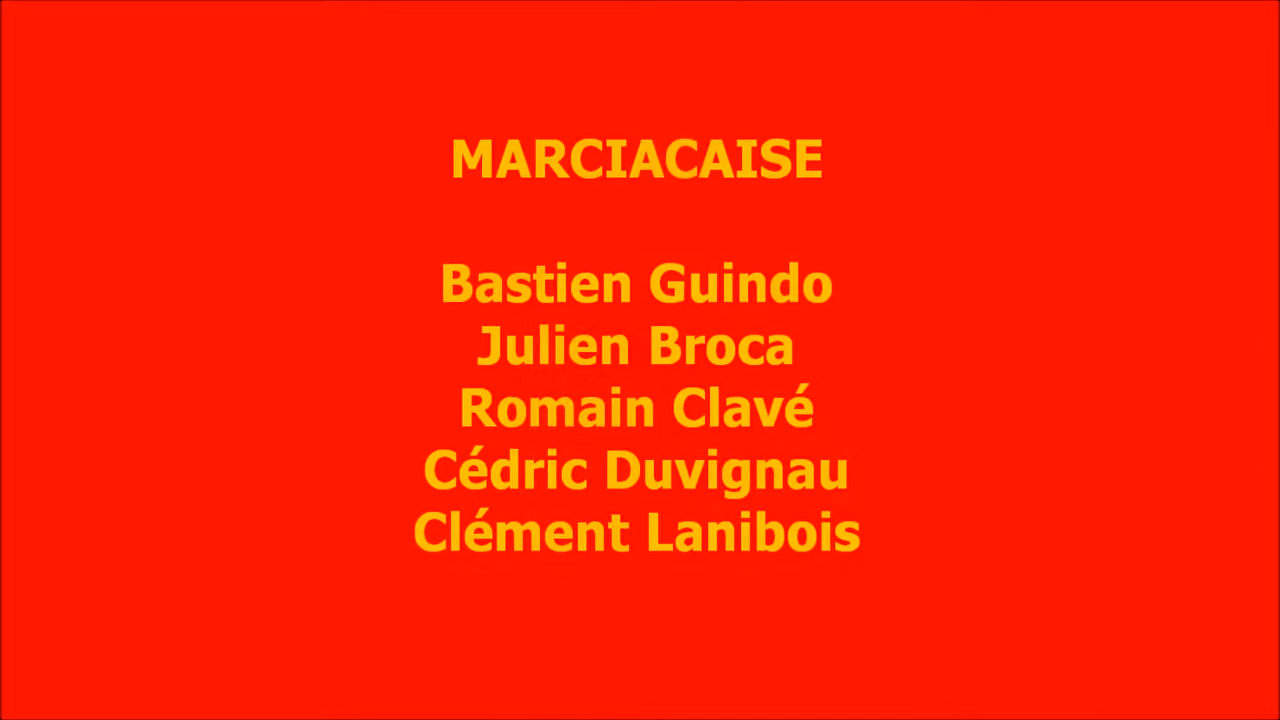 MARCIACAISE
Bastien Guindo
Julien Broca
Romain Clavé
Cédric Duvignau
Clément Lanibois